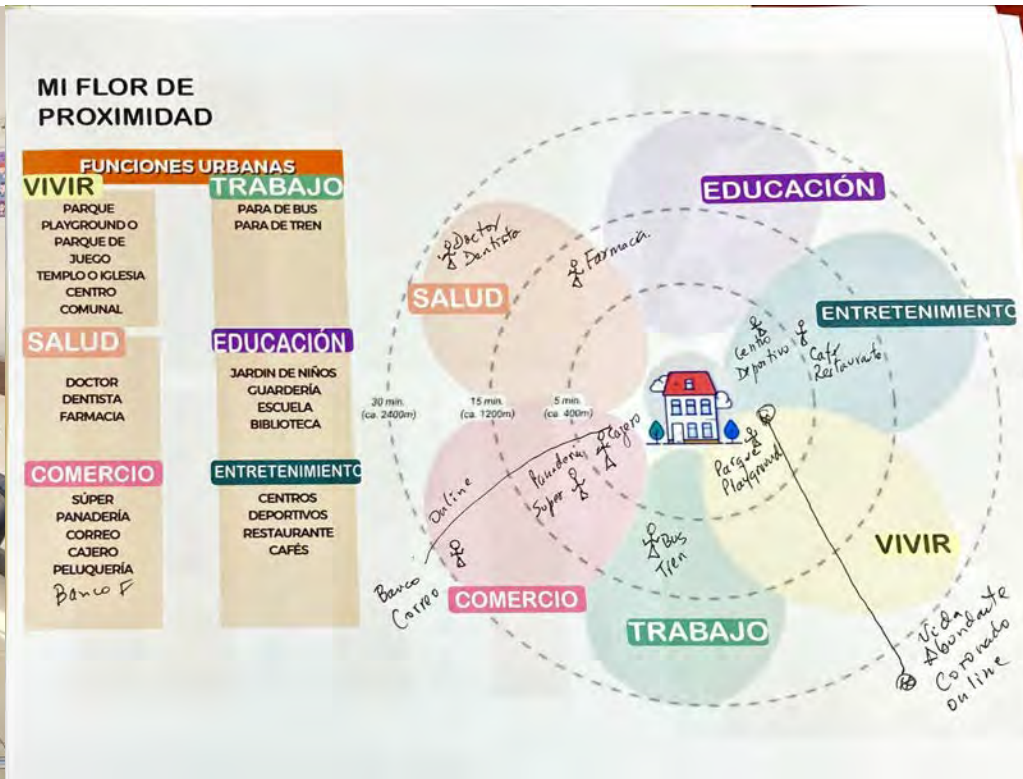 MI FLOR DE
PROXIMIDAD
FUNCIONES URBANAS
VIVIR
PARQUE
PLAYGROUND O
PARQUE DE
JUEGO
TEMPLO O IGLESIA
CENTRO
COMUNAL
TRABAJO
PARA DE BUS
PARA DE TREN
SALUD
DOCTOR
DENTISTA
FARMACIA
EDUCACIÓN
JARDIN DE NIÑOS
GUARDERÍA
ESCUELA
BIBLIOTECA
COMERCIO
SÚPER
PANADERÍA
CORREO
CAJERO
PELUQUERÍA
Banco F
ENTRETENIMIENTO
CENTROS
DEPORTIVOS
RESTAURANTE
CAFÉS
EDUCACIÓN
Doctor
Dentista
Farmacia.
SALUD
ENTRETENIMIENTO
Centro
Deportivo
Café
Restaurante
30 min.
(ca. 2400m)
15 min.
(ca. 1200m)
5 min.
(ca. 400m)
Cajero
Panadería
Super
Online
Parque
Playground
Bus
Tren
VIVIR
Banco
Correo
COMERCIO
TRABAJO
Vida
Abundante
Coronado
online